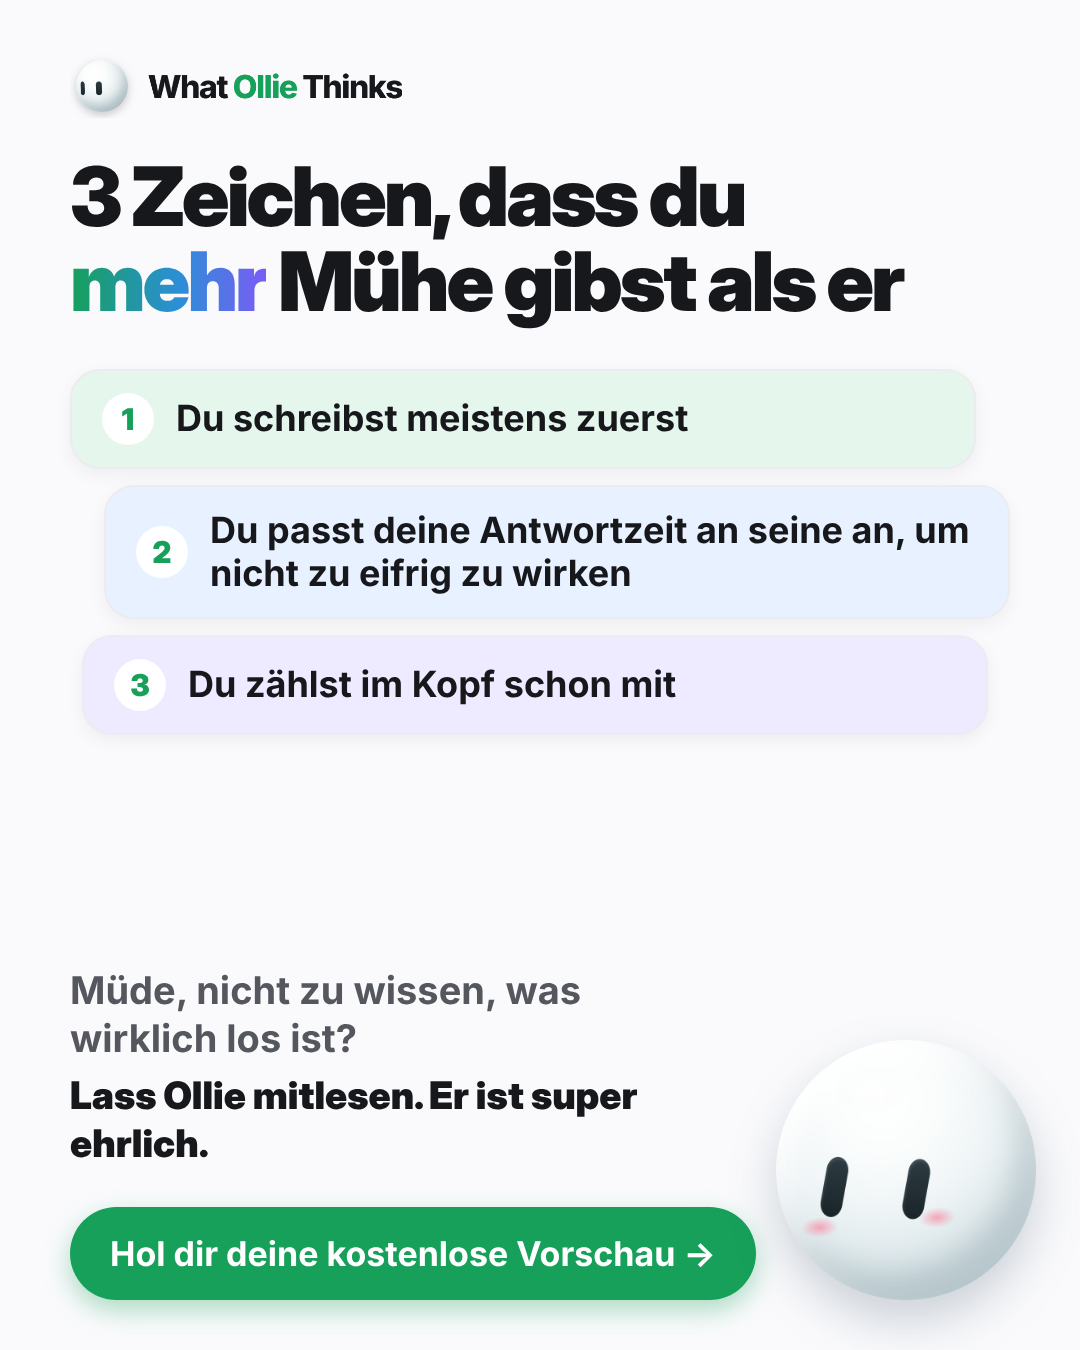 What Ollie Thinks
3 Zeichen, dass du
mehr Mühe gibst als er
1 Du schreibst meistens zuerst
2 Du passt deine Antwortzeit an seine an, um
nicht zu eifrig zu wirken
3 Du zählst im Kopf schon mit
Müde, nicht zu wissen, was
wirklich los ist?
Lass Ollie mitlesen. Er ist super
ehrlich.
Hol dir deine kostenlose Vorschau →